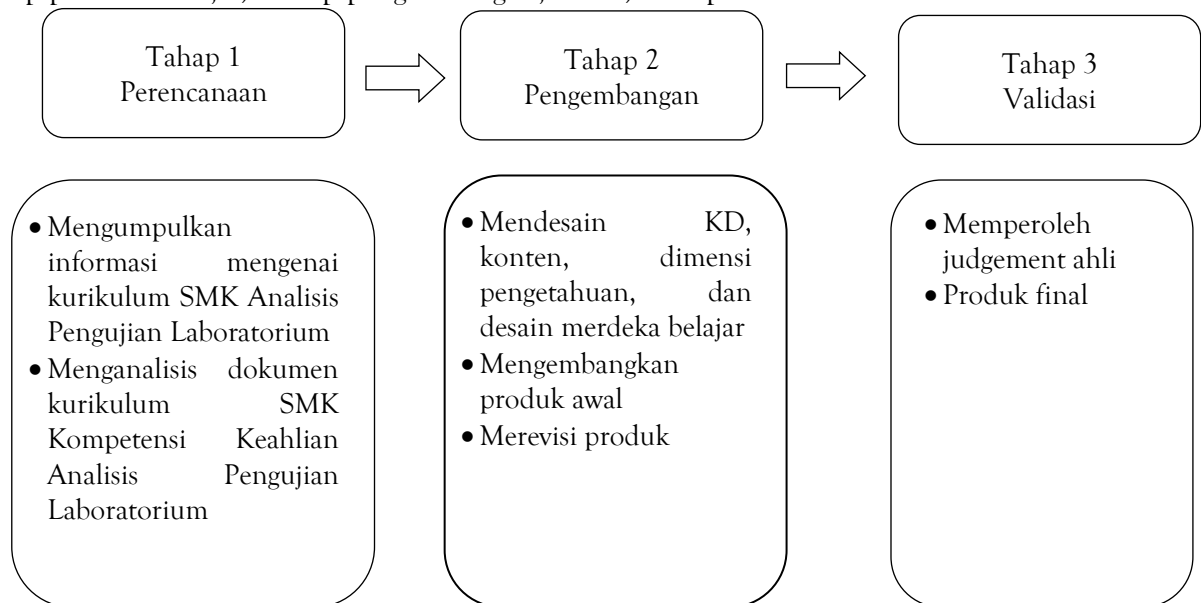 Tahap 1
Perencanaan
Tahap 2
Pengembangan
Tahap 3
Validasi
• Mengumpulkan
informasi mengenai
kurikulum SMK Analisis
Pengujian Laboratorium
• Menganalisis dokumen
kurikulum SMK
Kompetensi Keahlian
Analisis Pengujian
Laboratorium
• Mendesain KD,
konten, dimensi
pengetahuan, dan
desain merdeka belajar
• Mengembangkan
produk awal
• Merevisi produk
• Memperoleh
judgement ahli
• Produk final